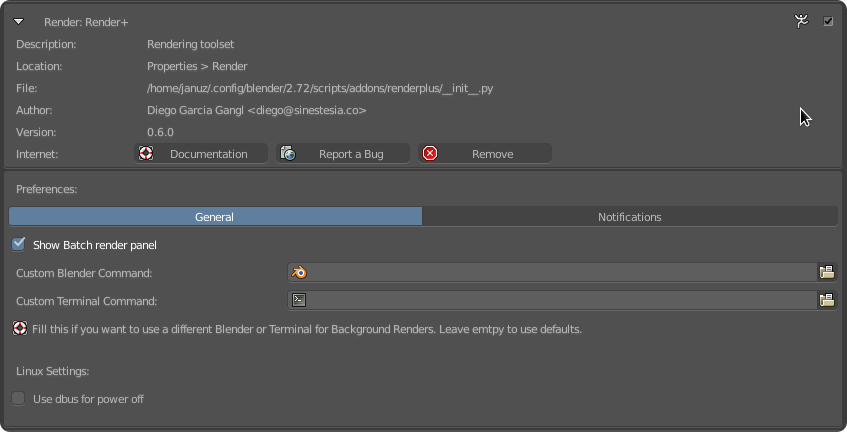 Render: Render+
Description: Rendering toolset
Location: Properties > Render
File: /home/januz/.config/blender/2.72/scripts/addons/renderplus/__init__.py
Author: Diego Garcia Gangl <diego@sinestesia.co>
Version: 0.6.0
Internet: Documentation Report a Bug Remove
Preferences:
General Notifications
Show Batch render panel
Custom Blender Command:
Custom Terminal Command:
Fill this if you want to use a different Blender or Terminal for Background Renders. Leave emtpy to use defaults.
Linux Settings:
Use dbus for power off